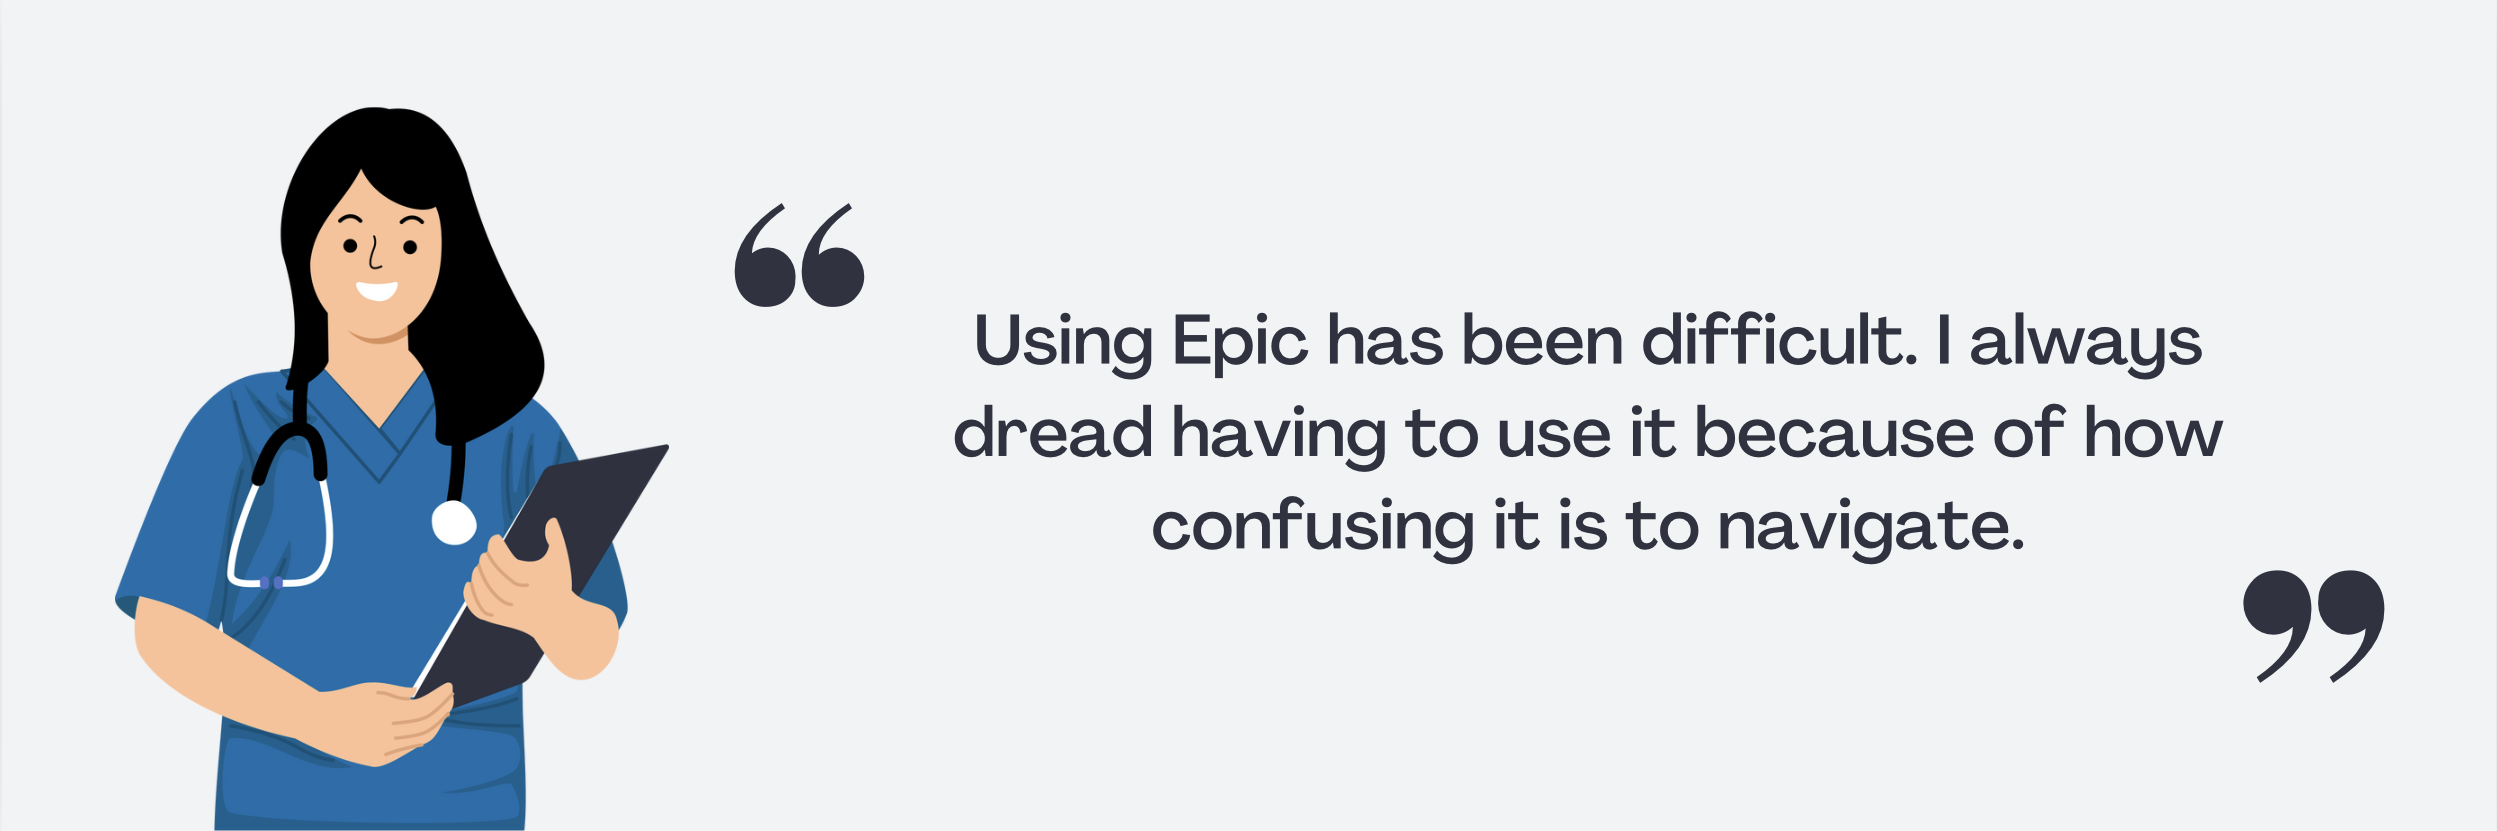 “
Using Epic has been difficult. I always
dread having to use it because of how
confusing it is to navigate.
”